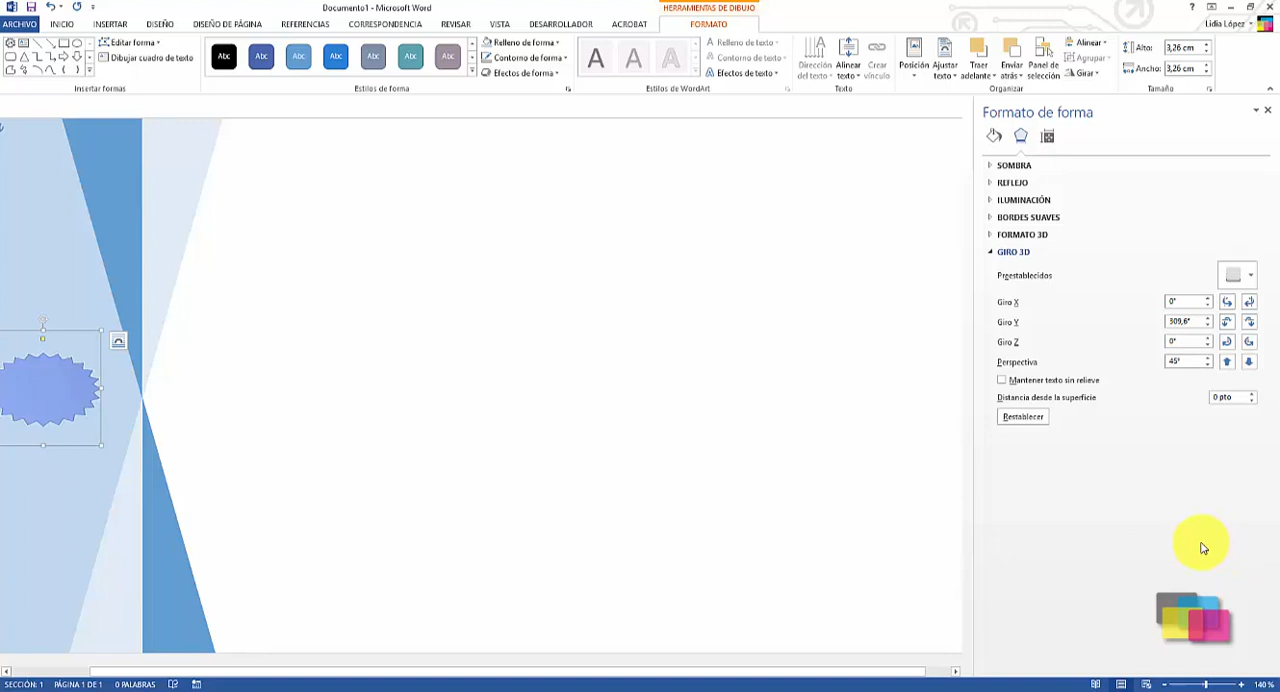 Documento1 - Microsoft Word
HERRAMIENTAS DE DIBUJO
ARCHIVO INICIO INSERTAR DISEÑO DISEÑO DE PÁGINA REFERENCIAS CORRESPONDENCIA REVISAR VISTA DESARROLLADOR ACROBAT FORMATO Lidia López
Editar forma
Dibujar cuadro de texto
Insertar formas
Abc Abc Abc Abc Abc Abc Abc
Relleno de forma
Contorno de forma
Efectos de forma
Estilos de forma
A A A
Relleno de texto
Contorno de texto
Efectos de texto
Estilos de WordArt
Dirección del texto
Alinear texto
Crear vínculo
Texto
Posición
Ajustar texto
Traer adelante
Enviar atrás
Panel de selección
Alinear
Agrupar
Girar
Organizar
Alto: 3,26 cm
Ancho: 3,26 cm
Tamaño
Formato de forma
SOMBRA
REFLEJO
ILUMINACIÓN
BORDES SUAVES
FORMATO 3D
GIRO 3D
Preestablecidos
Giro X 0°
Giro Y 309,6°
Giro Z 0°
Perspectiva 45°
Mantener texto sin relieve
Distancia desde la superficie 0 pto
Restablecer
SECCIÓN: 1 PÁGINA 1 DE 1 0 PALABRAS 140 %